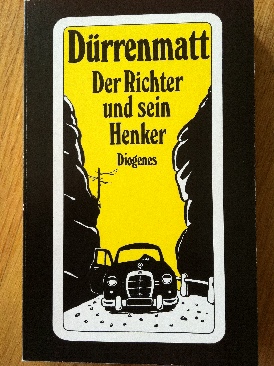 Dürrenmatt
Der Richter
und sein
Henker
Diogenes